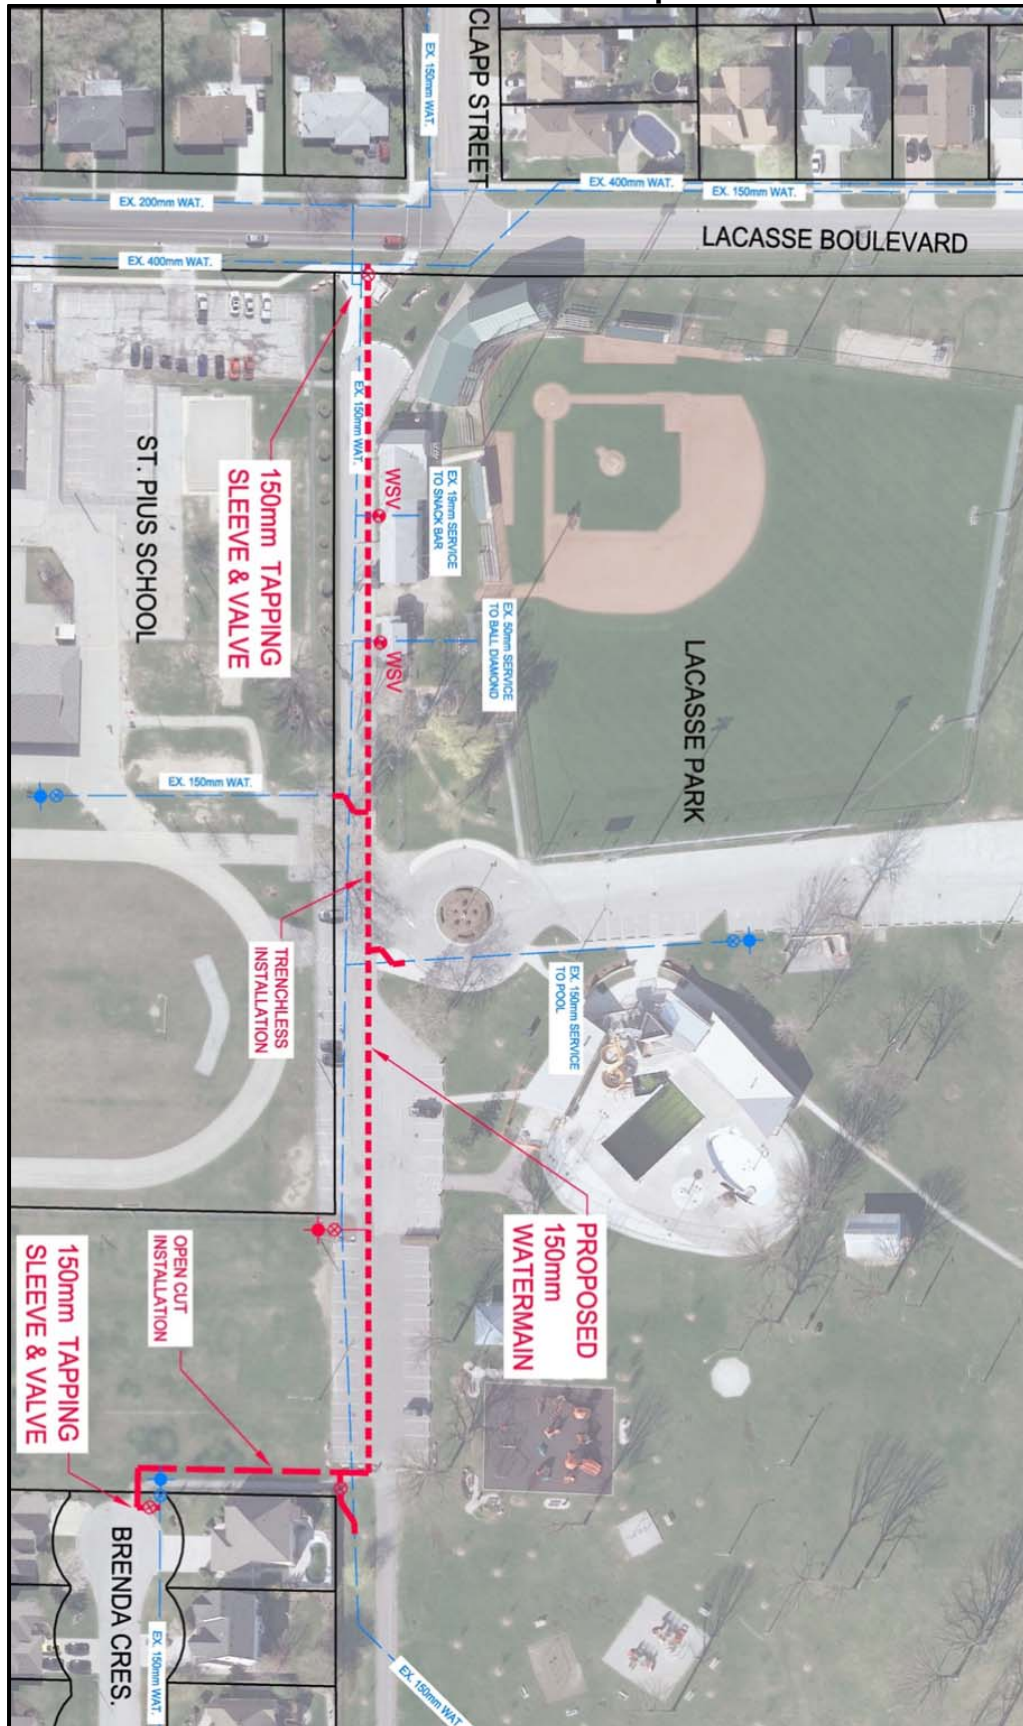 CLAPP STREET
EX. 150mm WAT.
EX. 400mm WAT.
EX. 150mm WAT.
EX. 200mm WAT.
LACASSE BOULEVARD
EX. 400mm WAT.
EX. 150mm WAT.
ST. PIUS SCHOOL
150mm TAPPING
SLEEVE & VALVE
WSV
EX. 19mm SERVICE
TO SNACK BAR
EX. 50mm SERVICE
TO BALL DIAMOND
WSV
LACASSE PARK
EX. 150mm WAT.
TRENCHLESS
INSTALLATION
EX. 150mm SERVICE
TO POOL
PROPOSED
150mm
WATERMAIN
OPEN CUT
INSTALLATION
150mm TAPPING
SLEEVE & VALVE
BRENDA CRES.
EX. 150mm WAT.
EX. 150mm WAT.